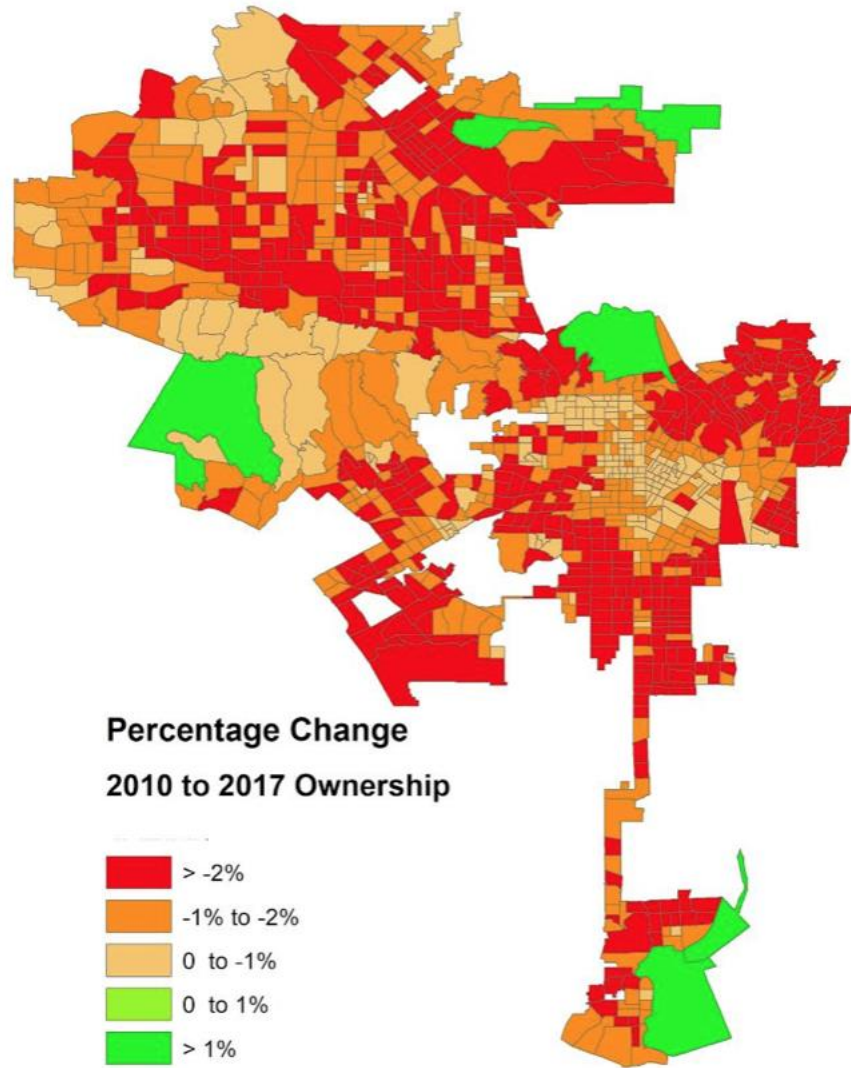 Percentage Change
2010 to 2017 Ownership
> -2%
-1% to -2%
0 to -1%
0 to 1%
> 1%